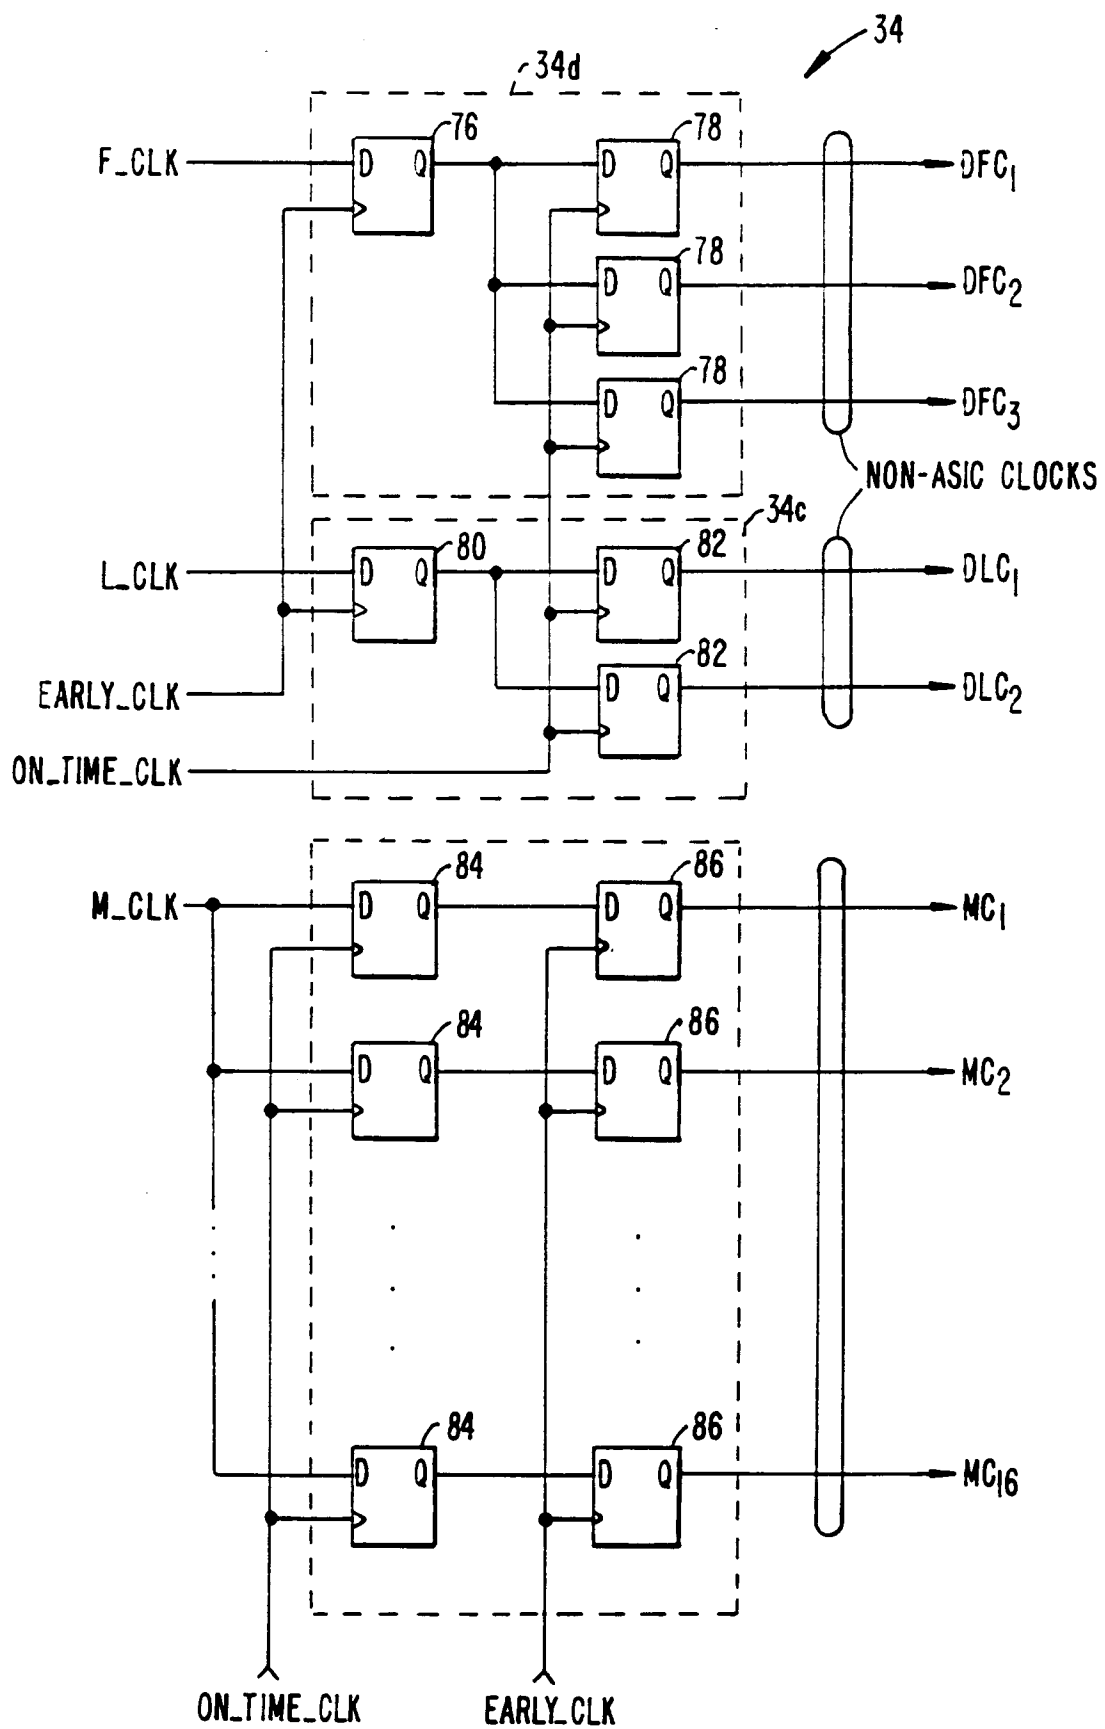 34
34d
F_CLK
76
D Q
78
D Q
DFC1
78
D Q
DFC2
78
D Q
DFC3
NON-ASIC CLOCKS
34c
L_CLK
80
D Q
82
D Q
DLC1
82
D Q
DLC2
EARLY_CLK
ON_TIME_CLK
M_CLK
84
D Q
86
D Q
MC1
84
D Q
86
D Q
MC2
84
D Q
86
D Q
MC16
ON_TIME_CLK
EARLY_CLK